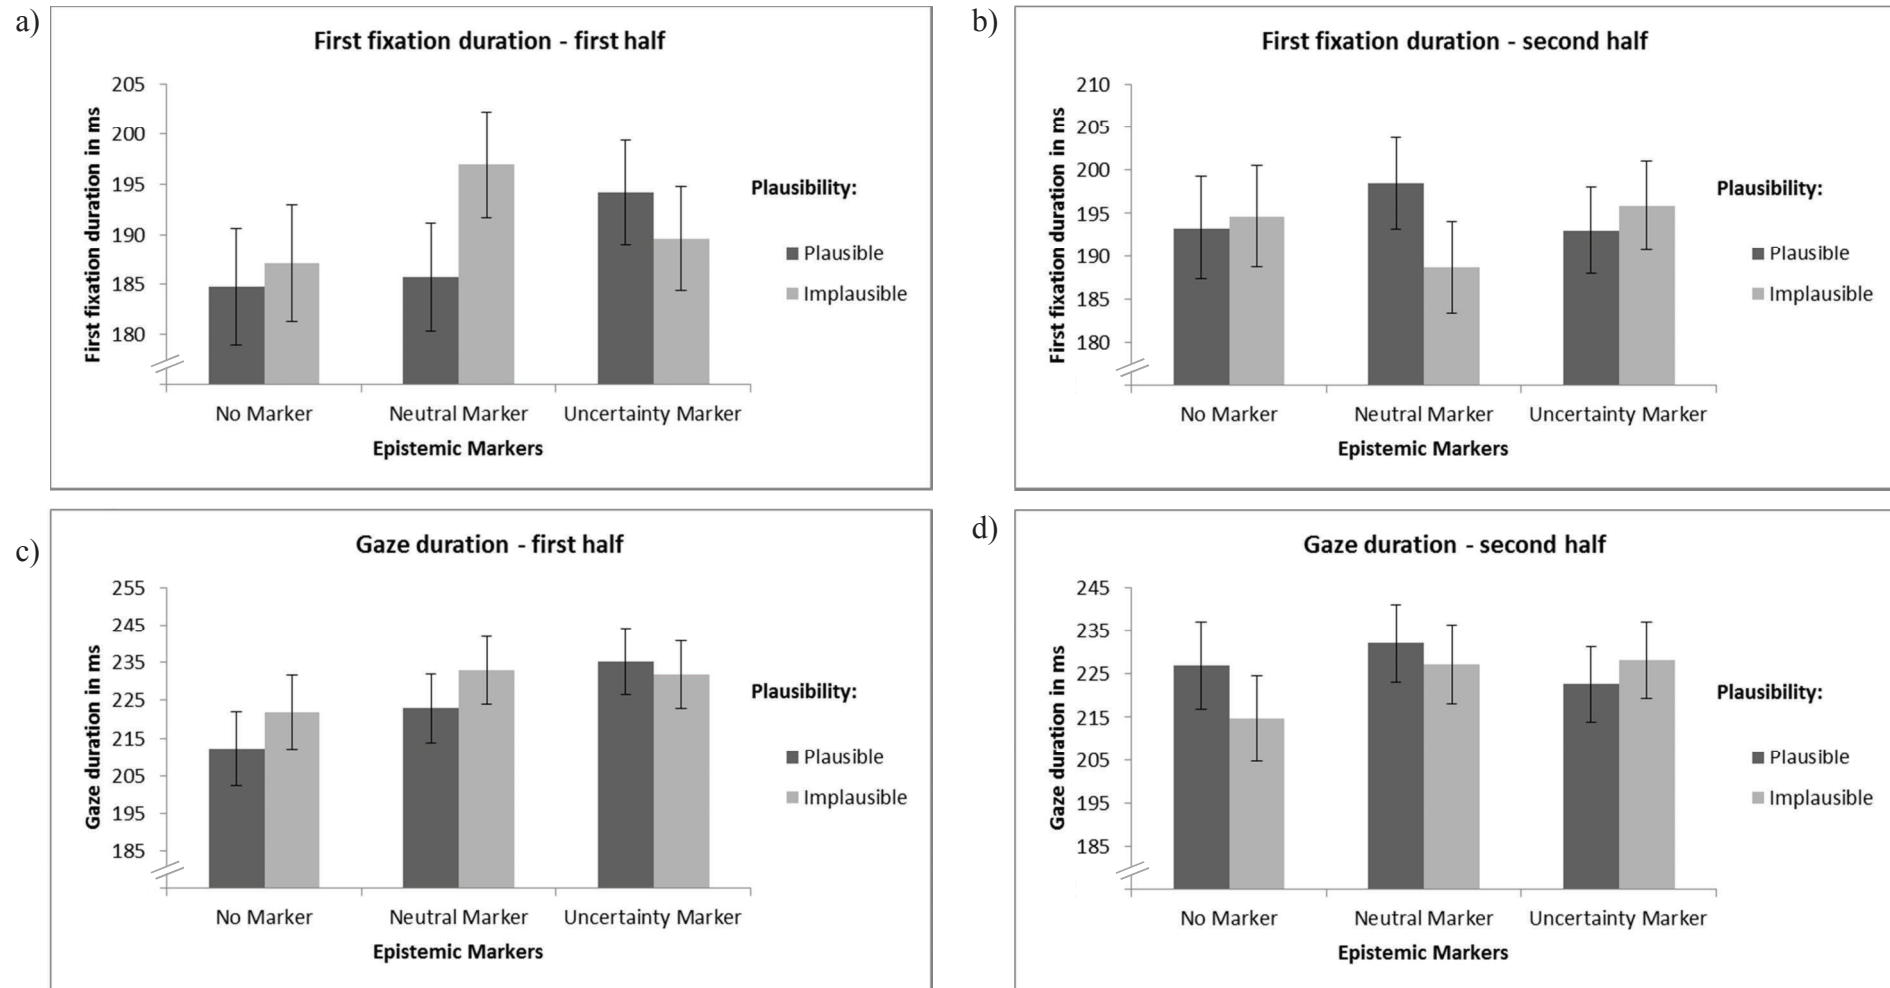 a)
First fixation duration - first half
First fixation duration in ms
205
200
195
190
185
180
No Marker
Neutral Marker
Uncertainty Marker
Epistemic Markers
Plausibility:
Plausible
Implausible
b)
First fixation duration - second half
First fixation duration in ms
210
205
200
195
190
185
180
No Marker
Neutral Marker
Uncertainty Marker
Epistemic Markers
Plausibility:
Plausible
Implausible
c)
Gaze duration - first half
Gaze duration in ms
255
245
235
225
215
205
195
185
No Marker
Neutral Marker
Uncertainty Marker
Epistemic Markers
Plausibility:
Plausible
Implausible
d)
Gaze duration - second half
Gaze duration in ms
245
235
225
215
205
195
185
No Marker
Neutral Marker
Uncertainty Marker
Epistemic Markers
Plausibility:
Plausible
Implausible